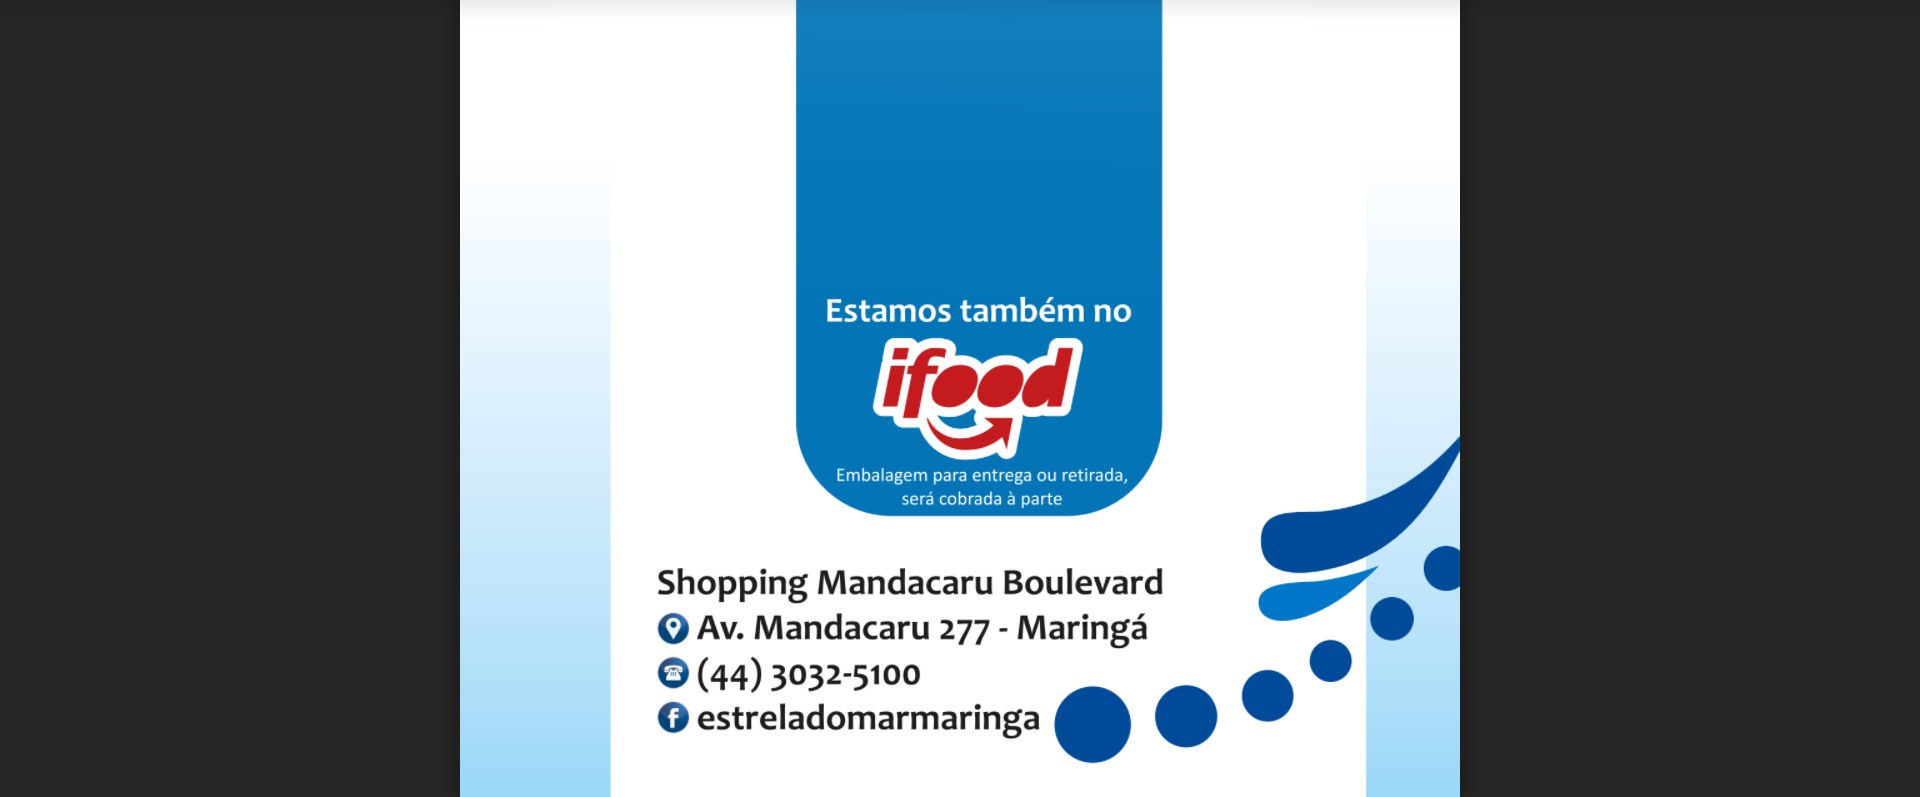 Estamos também no
ifood
Embalagem para entrega ou retirada,
será cobrada à parte
Shopping Mandacaru Boulevard
Av. Mandacaru 277 - Maringá
(44) 3032-5100
estreladomarmaringa